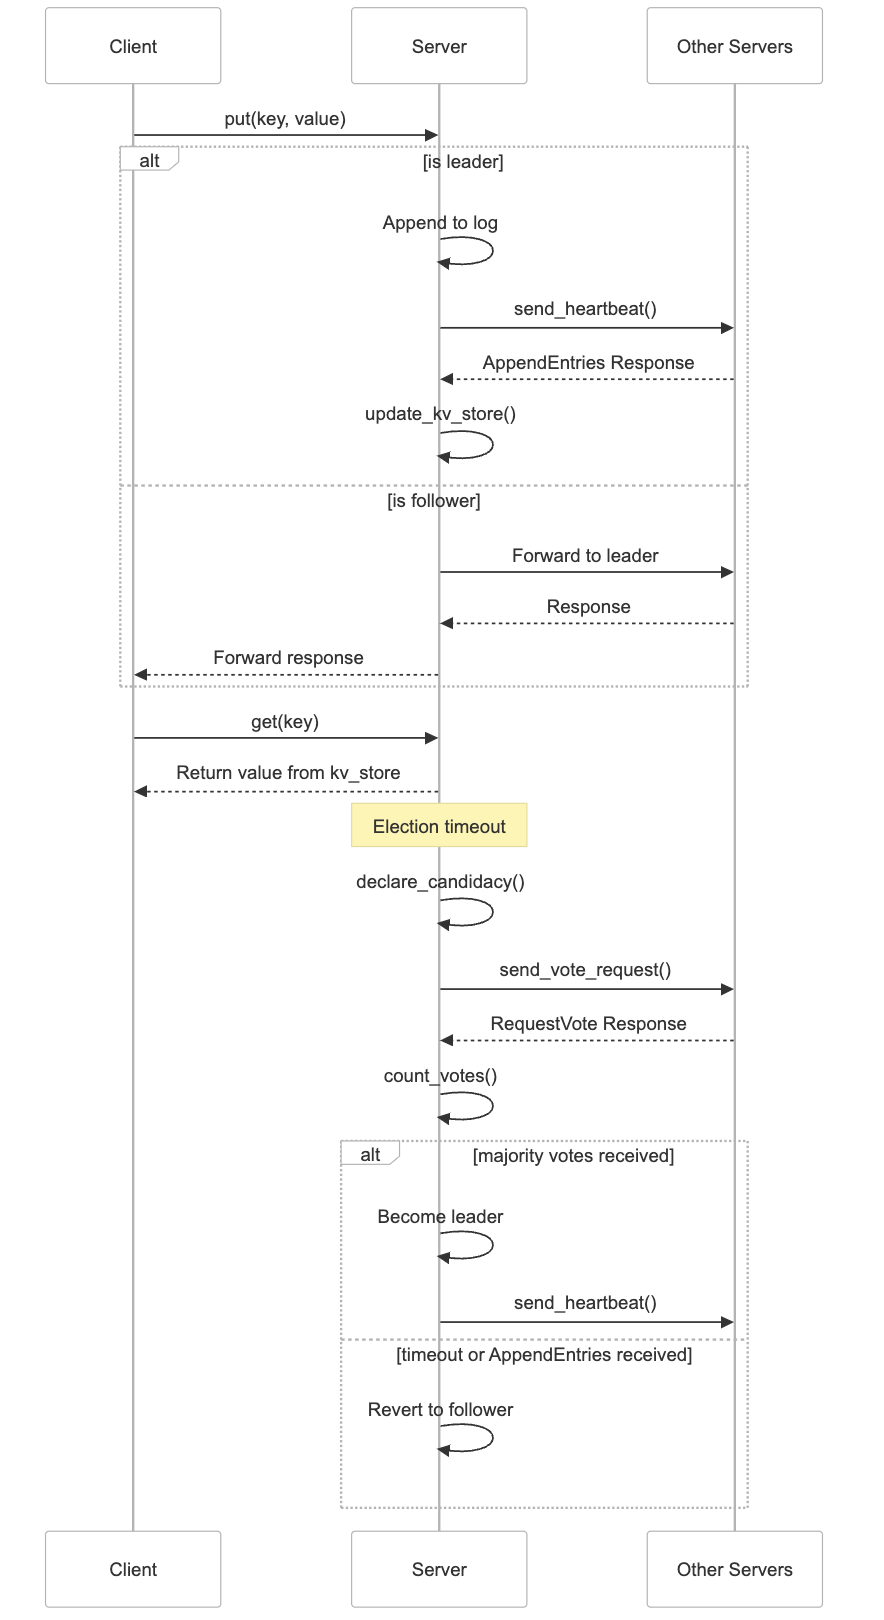 Client
Server
Other Servers
put(key, value)
alt
[is leader]
Append to log
send_heartbeat()
AppendEntries Response
update_kv_store()
[is follower]
Forward to leader
Response
Forward response
get(key)
Return value from kv_store
Election timeout
declare_candidacy()
send_vote_request()
RequestVote Response
count_votes()
alt
[majority votes received]
Become leader
send_heartbeat()
[timeout or AppendEntries received]
Revert to follower
Client
Server
Other Servers